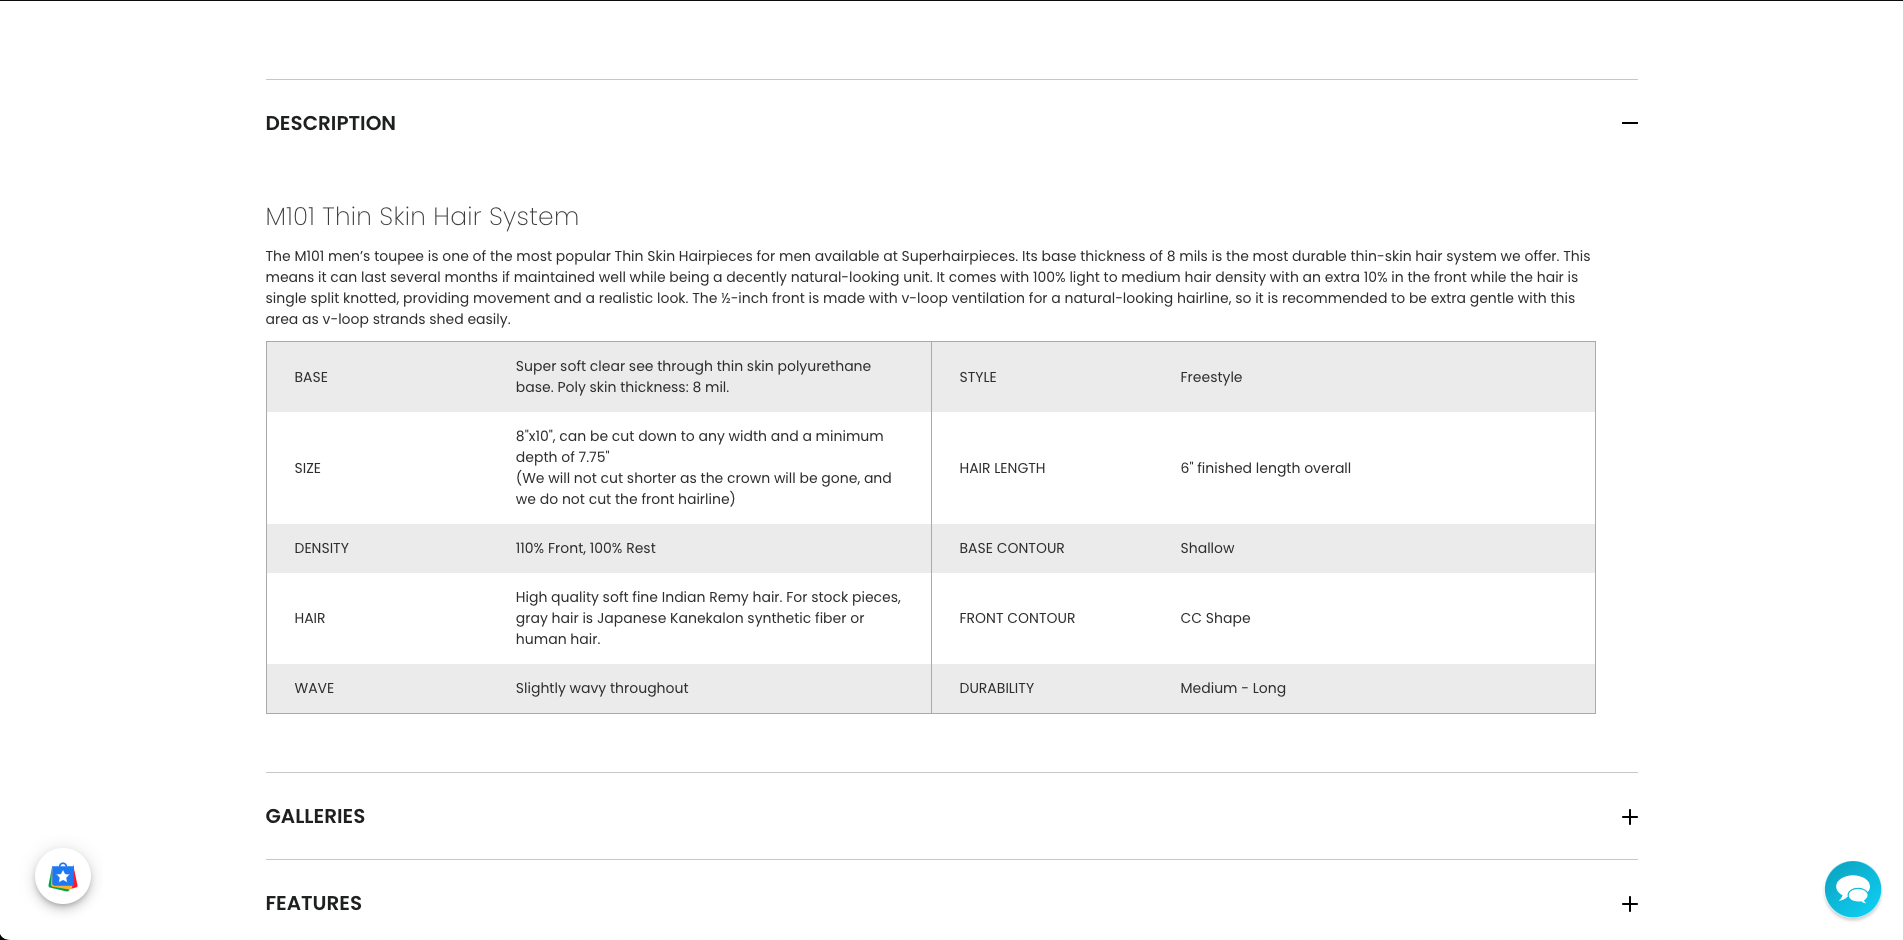 DESCRIPTION
M101 Thin Skin Hair System
The M101 men’s toupee is one of the most popular Thin Skin Hairpieces for men available at Superhairpieces. Its base thickness of 8 mils is the most durable thin-skin hair system we offer. This
means it can last several months if maintained well while being a decently natural-looking unit. It comes with 100% light to medium hair density with an extra 10% in the front while the hair is
single split knotted, providing movement and a realistic look. The ½-inch front is made with v-loop ventilation for a natural-looking hairline, so it is recommended to be extra gentle with this
area as v-loop strands shed easily.
BASE
Super soft clear see through thin skin polyurethane
base. Poly skin thickness: 8 mil.
STYLE
Freestyle
SIZE
8"x10", can be cut down to any width and a minimum
depth of 7.75"
(We will not cut shorter as the crown will be gone, and
we do not cut the front hairline)
HAIR LENGTH
6" finished length overall
DENSITY
110% Front, 100% Rest
BASE CONTOUR
Shallow
HAIR
High quality soft fine Indian Remy hair. For stock pieces,
gray hair is Japanese Kanekalon synthetic fiber or
human hair.
FRONT CONTOUR
CC Shape
WAVE
Slightly wavy throughout
DURABILITY
Medium - Long
GALLERIES
FEATURES